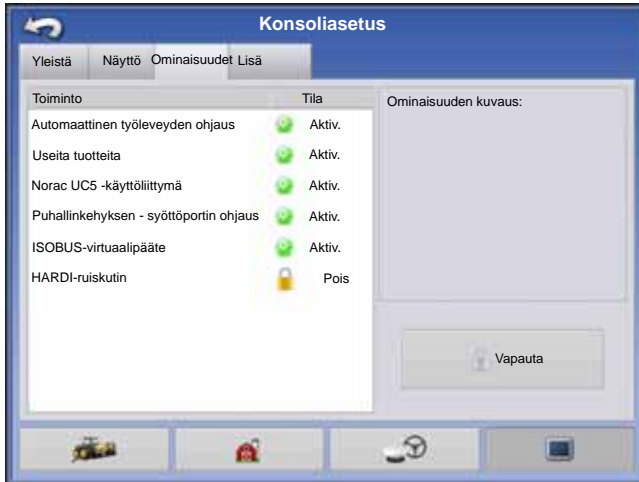 Konsoliasetus
Yleistä Näyttö Ominaisuudet Lisä
Toiminto Tila
Ominaisuuden kuvaus:
Automaattinen työleveyden ohjaus Aktiv.
Useita tuotteita Aktiv.
Norac UC5 -käyttöliittymä Aktiv.
Puhallinkehyksen - syöttöportin ohjaus Aktiv.
ISOBUS-virtuaalipääte Aktiv.
HARDI-ruiskutin Pois
Vapauta